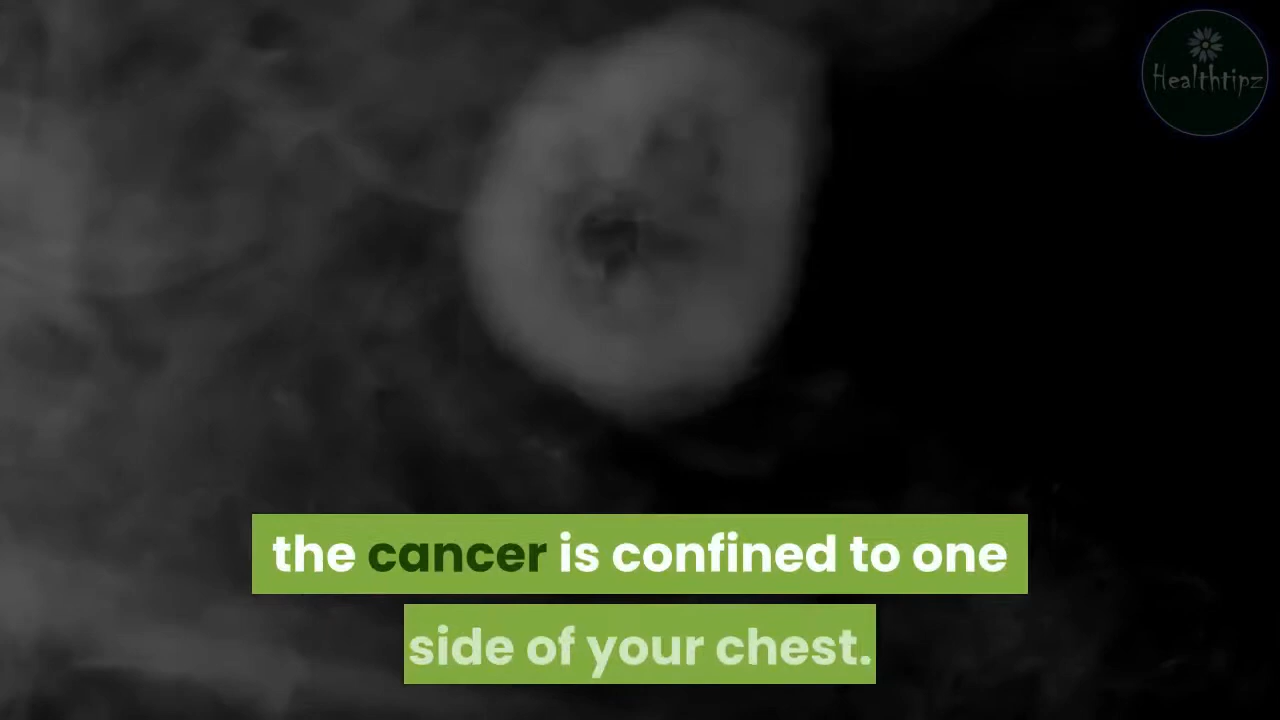 Healthtipz
the cancer is confined to one
side of your chest.